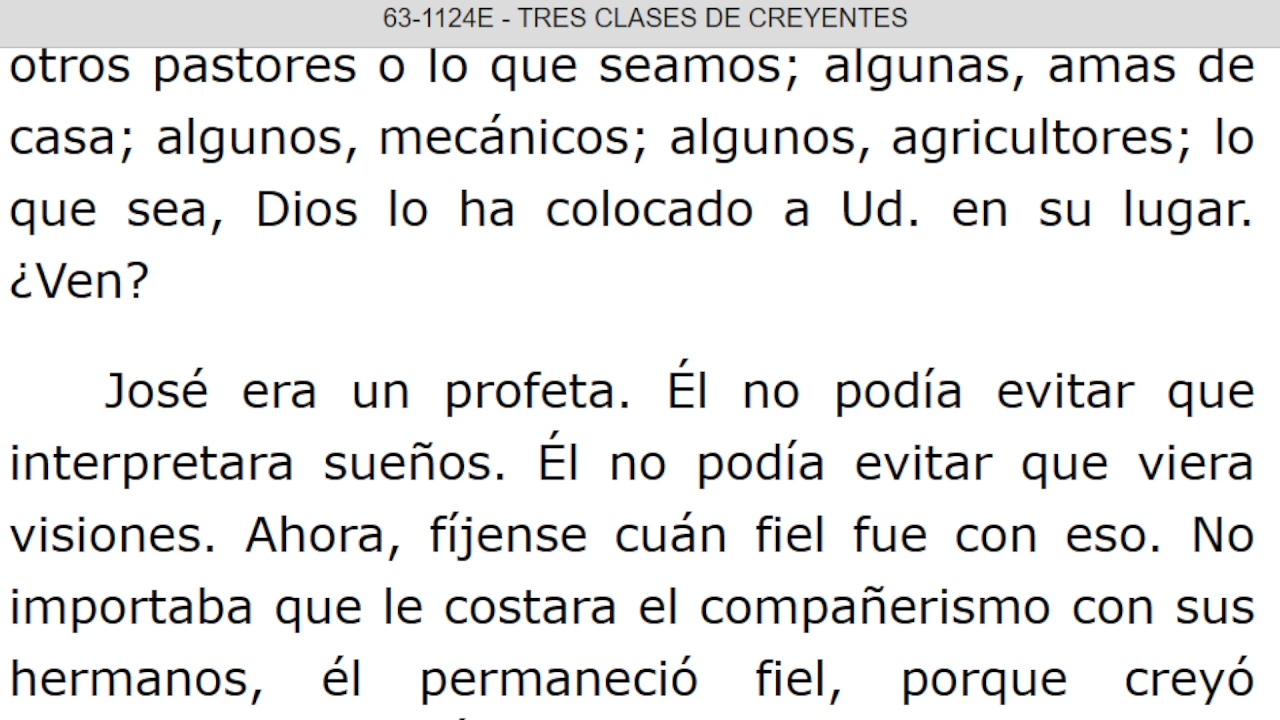 63-1124E - TRES CLASES DE CREYENTES
otros pastores o lo que seamos; algunas, amas de
casa; algunos, mecánicos; algunos, agricultores; lo
que sea, Dios lo ha colocado a Ud. en su lugar.
¿Ven?
José era un profeta. Él no podía evitar que
interpretara sueños. Él no podía evitar que viera
visiones. Ahora, fíjense cuán fiel fue con eso. No
importaba que le costara el compañerismo con sus
hermanos, él permaneció fiel, porque creyó